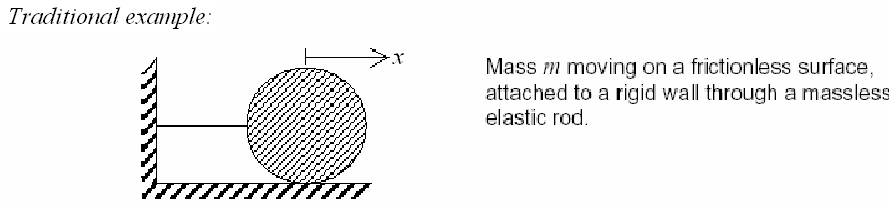 Traditional example:
x
Mass m moving on a frictionless surface,
attached to a rigid wall through a massless
elastic rod.